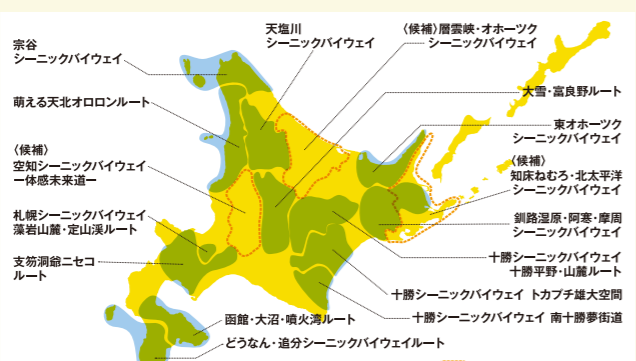 宗谷
シーニックバイウェイ
天塩川
シーニックバイウェイ
〈候補〉層雲峡・オホーツク
シーニックバイウェイ
萌える天北オロロンルート
大雪・富良野ルート
東オホーツク
シーニックバイウェイ
〈候補〉
空知シーニックバイウェイ
ー体感未来道ー
〈候補〉
知床ねむろ・北太平洋
シーニックバイウェイ
札幌シーニックバイウェイ
藻岩山麓・定山渓ルート
釧路湿原・阿寒・摩周
シーニックバイウェイ
支笏洞爺ニセコ
ルート
十勝シーニックバイウェイ
十勝平野・山麓ルート
十勝シーニックバイウェイ トカプチ雄大空間
函館・大沼・噴火湾ルート
十勝シーニックバイウェイ 南十勝夢街道
どうなん・追分シーニックバイウェイルート